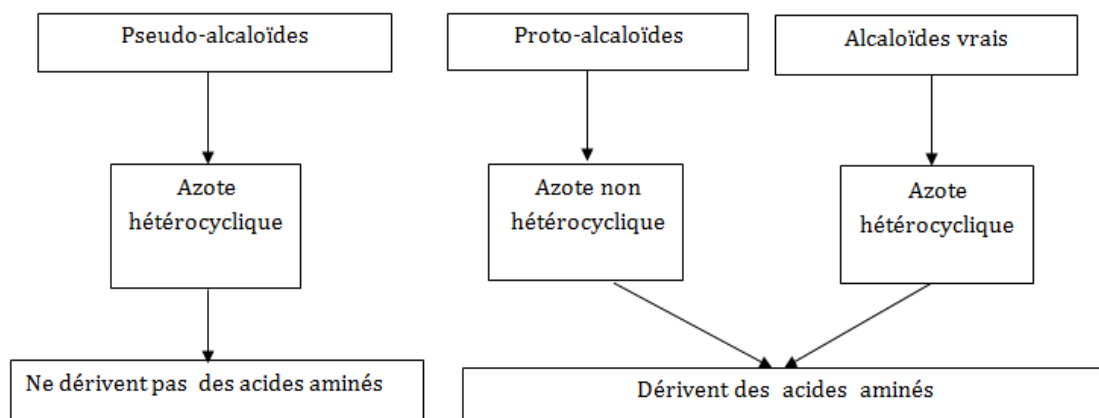 Pseudo-alcaloïdes
Proto-alcaloïdes
Alcaloïdes vrais
Azote
hétérocyclique
Azote non
hétérocyclique
Azote
hétérocyclique
Ne dérivent pas des acides aminés
Dérivent des acides aminés